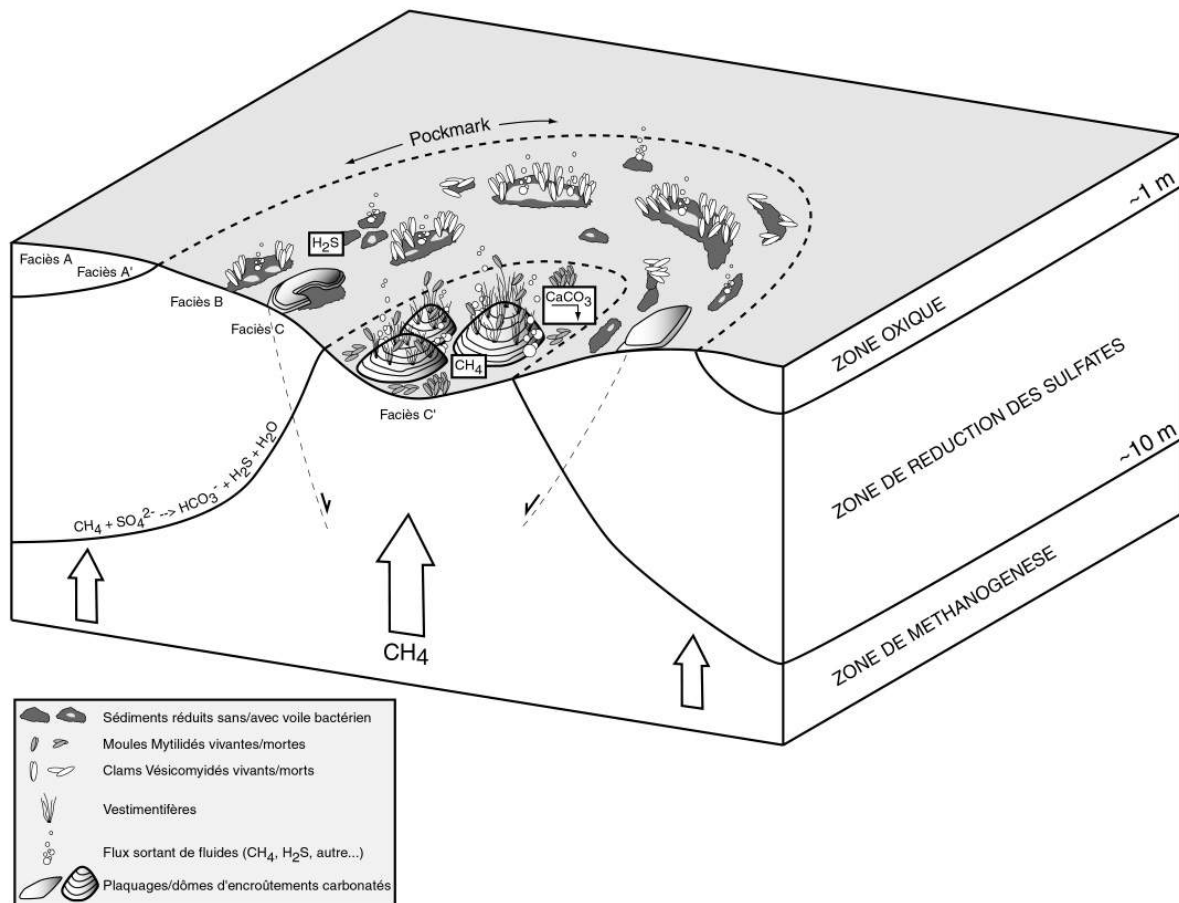 Pockmark
~1 m
Faciès A
Faciès A'
H2S
Faciès B
ZONE OXIQUE
CaCO3
Faciès C
CH4
ZONE DE REDUCTION DES SULFATES
Faciès C'
~10 m
CH4 + SO4 2- --> HCO3- + H2S + H2O
ZONE DE METHANOGENESE
CH4
Sédiments réduits sans/avec voile bactérien
Moules Mytilidés vivantes/mortes
Clams Vésicomyidés vivants/morts
Vestimentifères
Flux sortant de fluides (CH4, H2S, autre...)
Plaquages/dômes d'encroûtements carbonatés